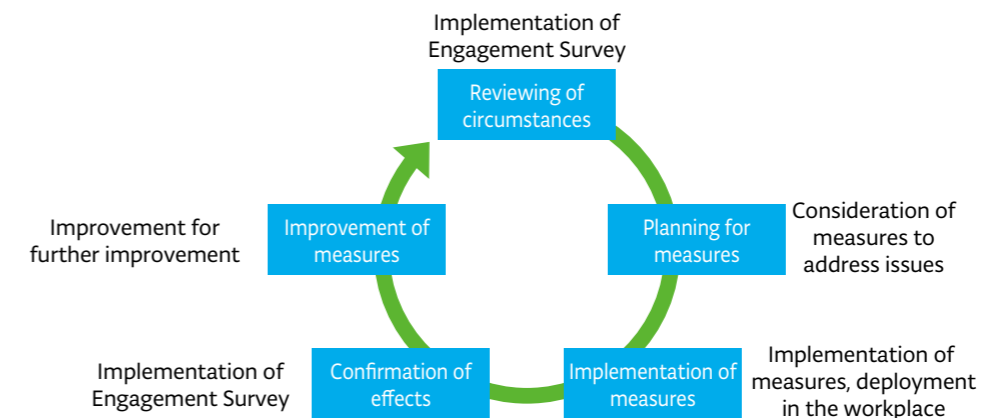 Implementation of
Engagement Survey
Reviewing of
circumstances
Improvement for
further improvement
Improvement of
measures
Planning for
measures
Consideration of
measures to
address issues
Implementation of
Engagement Survey
Confirmation of
effects
Implementation of
measures
Implementation of
measures, deployment
in the workplace